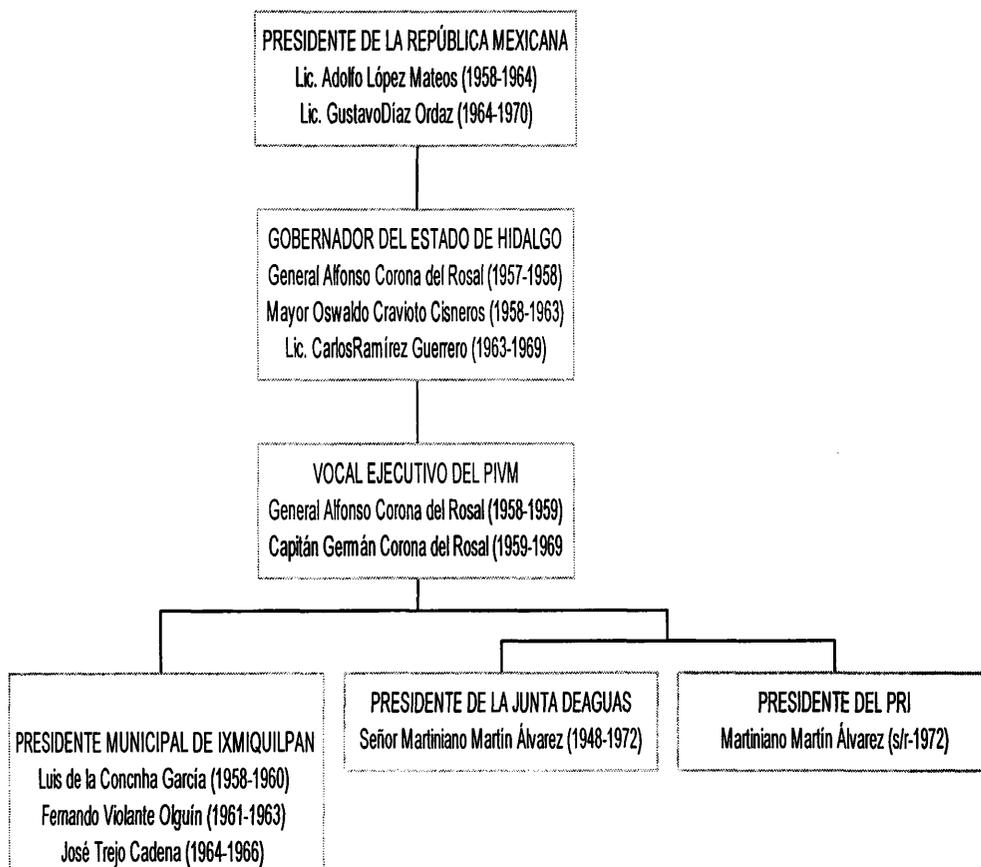 PRESIDENTE DE LA REPÚBLICA MEXICANA
Lic. Adolfo López Mateos (1958-1964)
Lic. GustavoDíaz Ordaz (1964-1970)
GOBERNADOR DEL ESTADO DE HIDALGO
General Alfonso Corona del Rosal (1957-1958)
Mayor Oswaldo Cravioto Cisneros (1958-1963)
Lic. CarlosRamírez Guerrero (1963-1969)
VOCAL EJECUTIVO DEL PIVM
General Alfonso Corona del Rosal (1958-1959)
Capitán Germán Corona del Rosal (1959-1969
PRESIDENTE MUNICIPAL DE IXMIQUILPAN
Luis de la Concnha García (1958-1960)
Fernando Violante Olguín (1961-1963)
José Trejo Cadena (1964-1966)
PRESIDENTE DE LA JUNTA DEAGUAS
Señor Martiniano Martín Álvarez (1948-1972)
PRESIDENTE DEL PRI
Martiniano Martín Álvarez (s/r-1972)